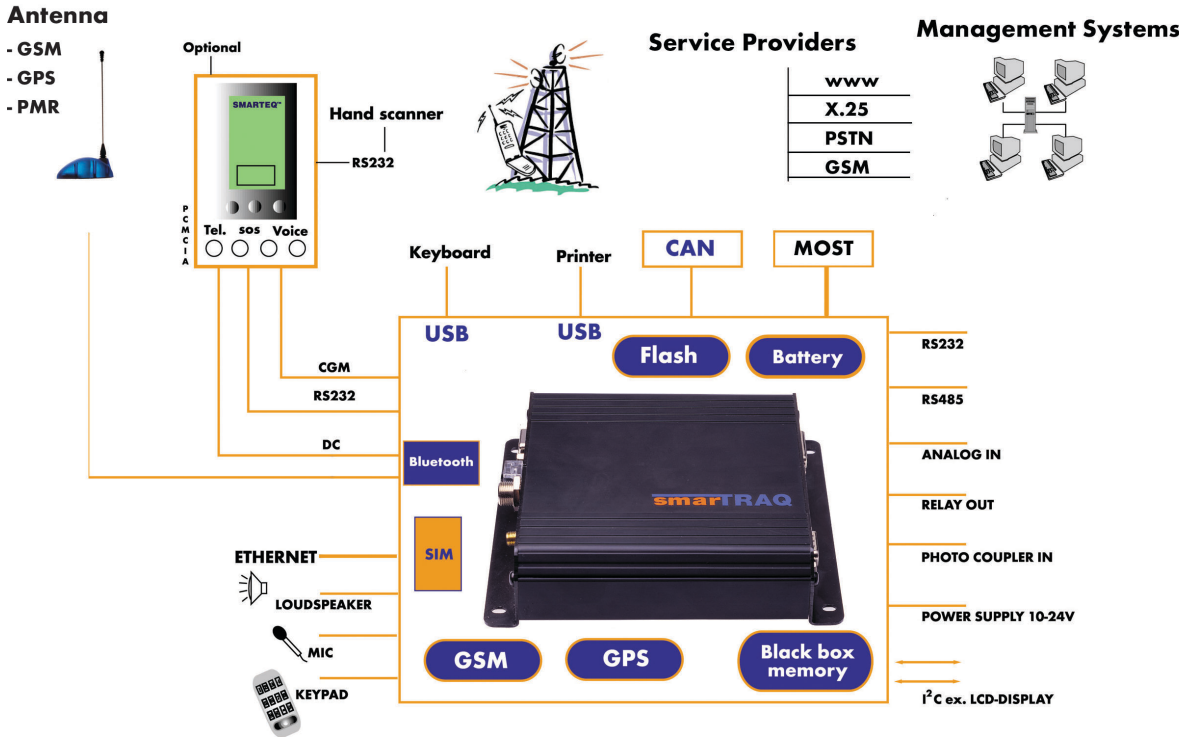 Antenna
- GSM
- GPS
- PMR
Optional
SMARTEQ™
Hand scanner
RS232
PCMCIA
Tel. sos Voice
Service Providers
www
X.25
PSTN
GSM
Management Systems
Keyboard
Printer
CAN
MOST
USB
USB
Flash
Battery
CGM
RS232
DC
Bluetooth
SIM
ETHERNET
LOUDSPEAKER
MIC
KEYPAD
smarTRAQ
GSM
GPS
Black box
memory
RS232
RS485
ANALOG IN
RELAY OUT
PHOTO COUPLER IN
POWER SUPPLY 10-24V
I²C ex. LCD-DISPLAY